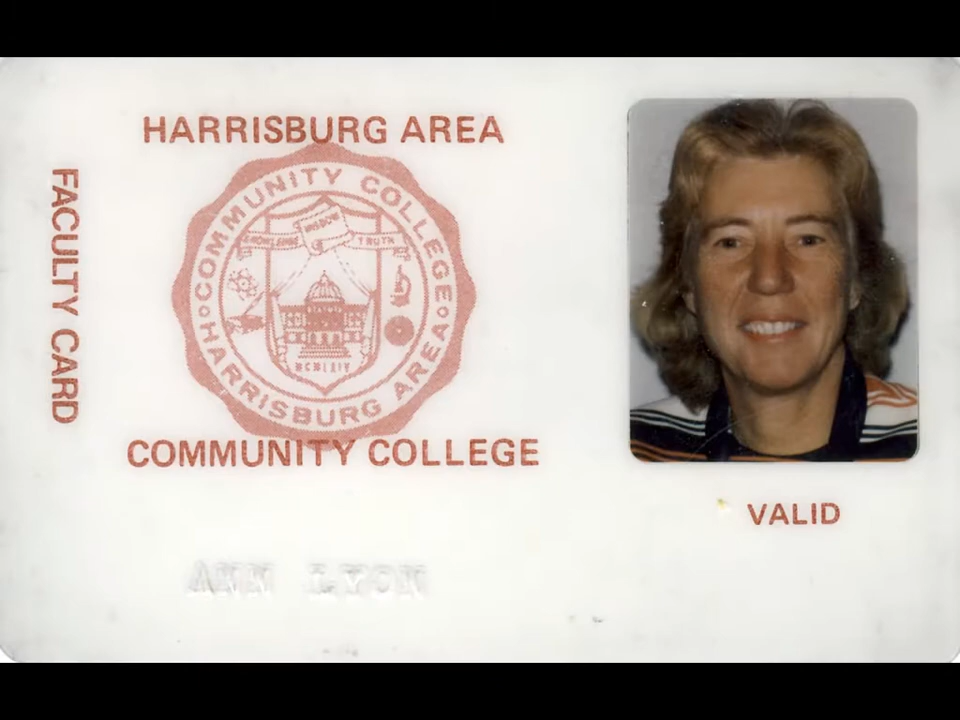 HARRISBURG AREA
FACULTY CARD
COMMUNITY COLLEGE
HARRISBURG AREA
WISDOM
KNOWLEDGE
TRUTH
MCMLXIV
COMMUNITY COLLEGE
VALID
ANN LYON